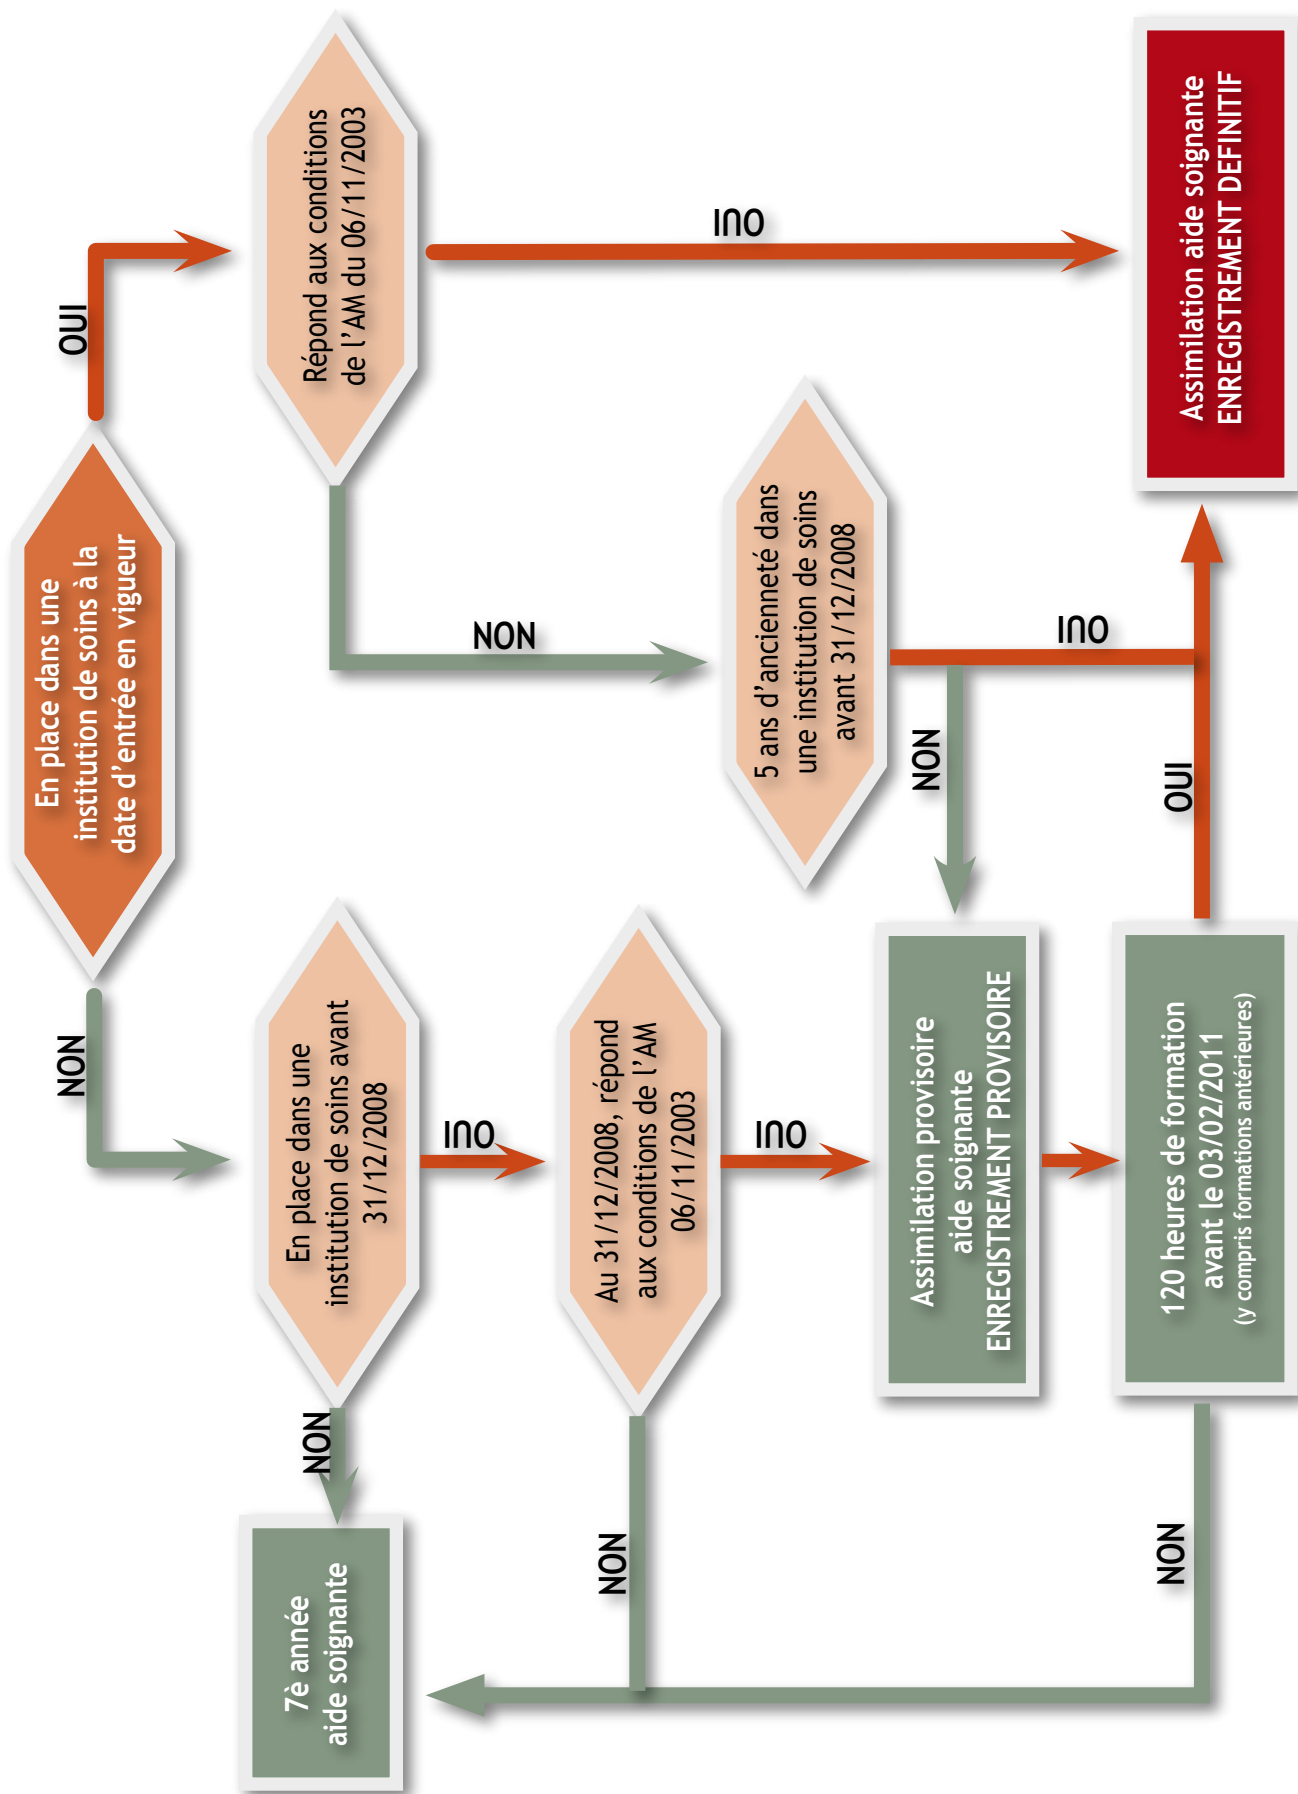 En place dans une
institution de soins à la
date d'entrée en vigueur
NON
OUI
En place dans une
institution de soins avant
31/12/2008
Répond aux conditions
de l'AM du 06/11/2003
NON
7è année
aide soignante
OUI
NON
OUI
Au 31/12/2008, répond
aux conditions de l'AM
06/11/2003
NON
5 ans d'ancienneté dans
une institution de soins
avant 31/12/2008
OUI
NON
OUI
Assimilation provisoire
aide soignante
ENREGISTREMENT PROVISOIRE
120 heures de formation
avant le 03/02/2011
(y compris formations antérieures)
NON
OUI
Assimilation aide soignante
ENREGISTREMENT DEFINITIF